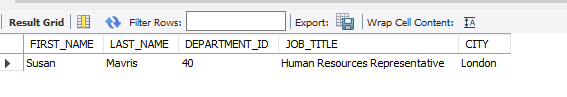 Result Grid Filter Rows: Export: Wrap Cell Content: IA
FIRST_NAME LAST_NAME DEPARTMENT_ID JOB_TITLE CITY
Susan Mavris 40 Human Resources Representative London